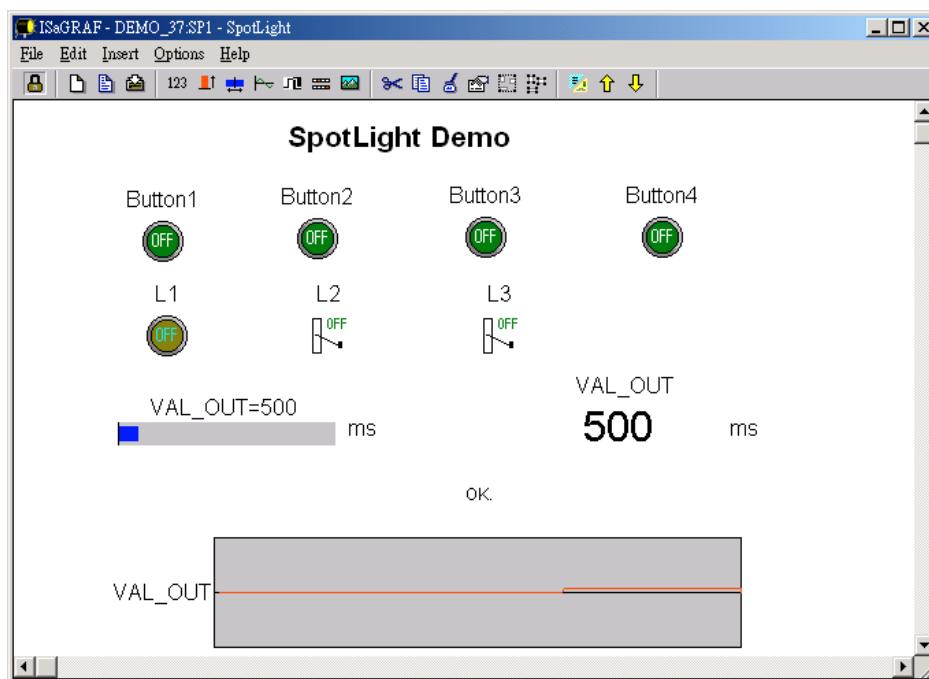 ISaGRAF - DEMO_37:SP1 - SpotLight
File Edit Insert Options Help
123
SpotLight Demo
Button1 Button2 Button3 Button4
OFF OFF OFF OFF
L1 L2 L3
OFF OFF OFF
VAL_OUT=500
ms
VAL_OUT
500 ms
OK.
VAL_OUT